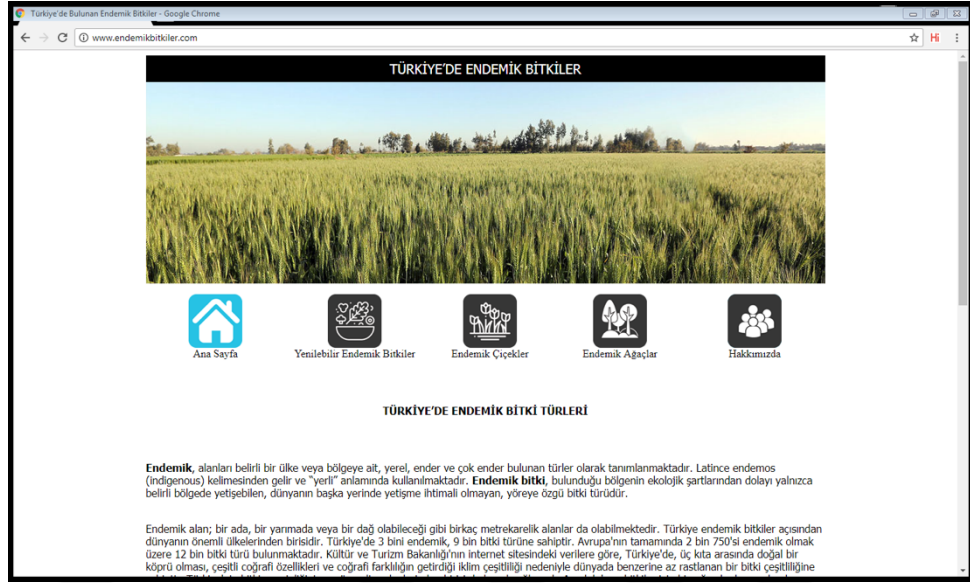 Türkiye'de Bulunan Endemik Bitkiler - Google Chrome
www.endemikbitkiler.com
Hi
TÜRKİYE'DE ENDEMİK BİTKİLER
Ana Sayfa
Yenilebilir Endemik Bitkiler
Endemik Çiçekler
Endemik Ağaçlar
Hakkımızda
TÜRKİYE'DE ENDEMİK BİTKİ TÜRLERİ
Endemik, alanları belirli bir ülke veya bölgeye ait, yerel, ender ve çok ender bulunan türler olarak tanımlanmaktadır. Latince endemos
(indigenous) kelimesinden gelir ve "yerli" anlamında kullanılmaktadır. Endemik bitki, bulunduğu bölgenin ekolojik şartlarından dolayı yalnızca
belirli bölgede yetişebilen, dünyanın başka yerinde yetişme ihtimali olmayan, yöreye özgü bitki türüdür.
Endemik alan; bir ada, bir yarımada veya bir dağ olabileceği gibi birkaç metrekarelik alanlar da olabilmektedir. Türkiye endemik bitkiler açısından
dünyanın önemli ülkelerinden birisidir. Türkiye'de 3 bini endemik, 9 bin bitki türüne sahiptir. Avrupa'nın tamamında 2 bin 750'si endemik olmak
üzere 12 bin bitki türü bulunmaktadır. Kültür ve Turizm Bakanlığı'nın internet sitesindeki verilere göre, Türkiye'de, üç kıta arasında doğal bir
köprü olması, çeşitli coğrafi özellikleri ve coğrafi farklılığın getirdiği iklim çeşitliliği nedeniyle dünyada benzerine az rastlanan bir bitki çeşitliliğine